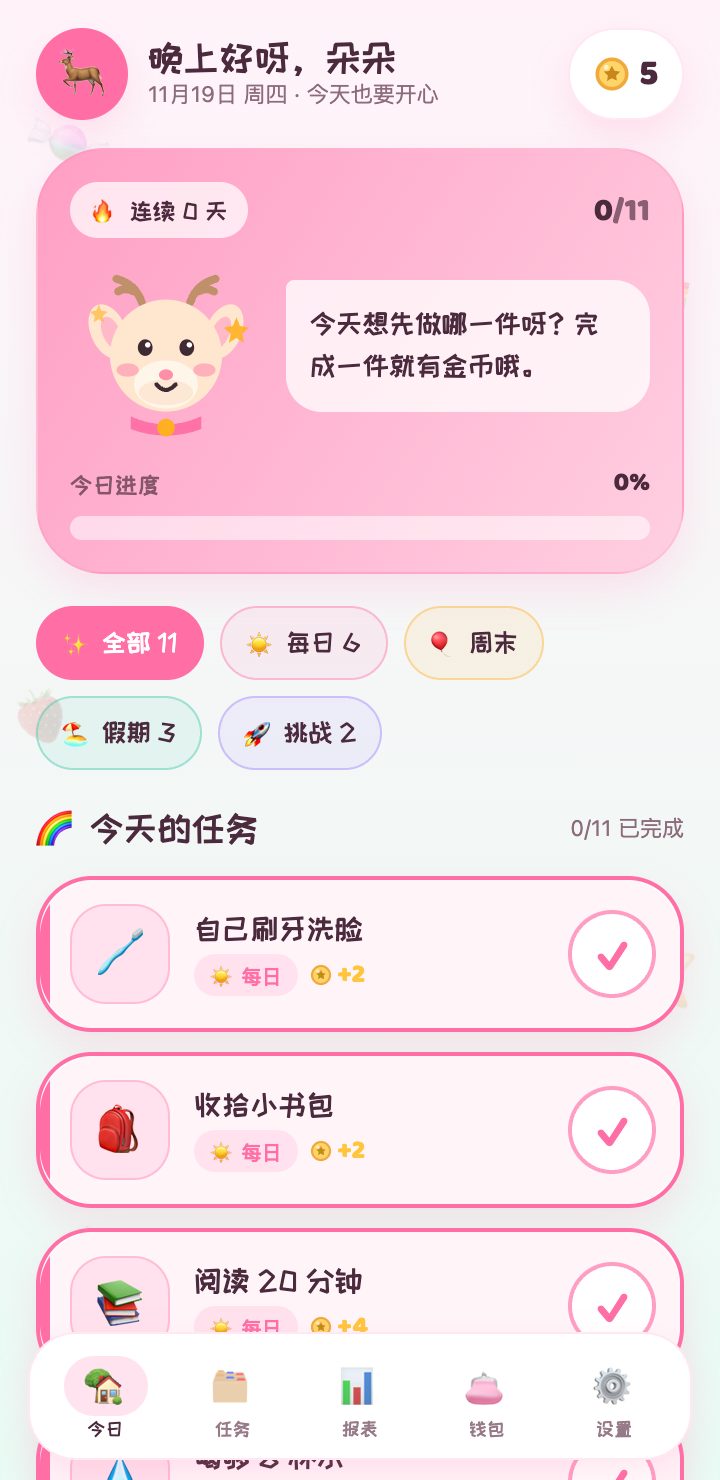 晚上好呀，朵朵
11月19日 周四 · 今天也要开心
5
连续 0 天
0/11
今天想先做哪一件呀？完
成一件就有金币哦。
今日进度
0%
全部 11
每日 6
周末
假期 3
挑战 2
今天的任务
0/11 已完成
自己刷牙洗脸
每日
+2
收拾小书包
每日
+2
阅读 20 分钟
每日
+4
今日
任务
报表
钱包
设置